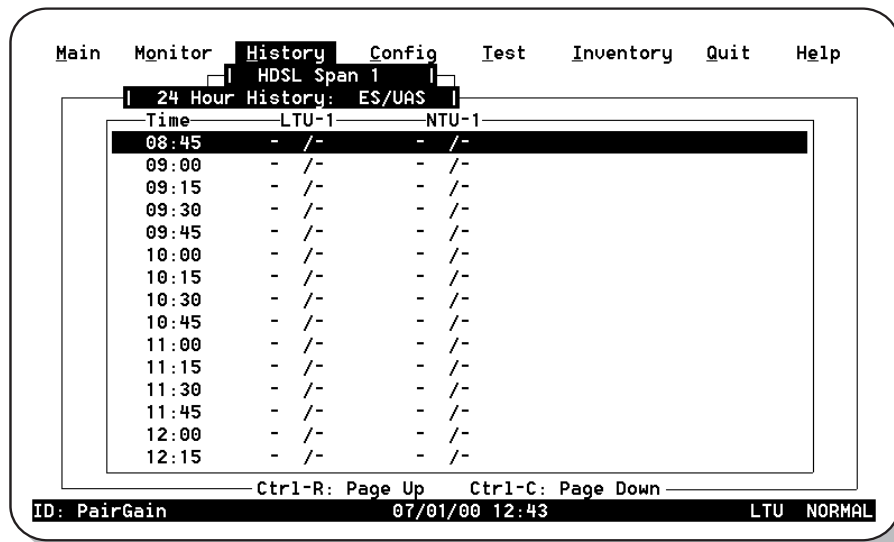 Main Monitor History Config Test Inventory Quit Help
HDSL Span 1
24 Hour History: ES/UAS
Time LTU-1 NTU-1
08:45 - /- - /-
09:00 - /- - /-
09:15 - /- - /-
09:30 - /- - /-
09:45 - /- - /-
10:00 - /- - /-
10:15 - /- - /-
10:30 - /- - /-
10:45 - /- - /-
11:00 - /- - /-
11:15 - /- - /-
11:30 - /- - /-
11:45 - /- - /-
12:00 - /- - /-
12:15 - /- - /-
Ctrl-R: Page Up Ctrl-C: Page Down
ID: PairGain 07/01/00 12:43 LTU NORMAL